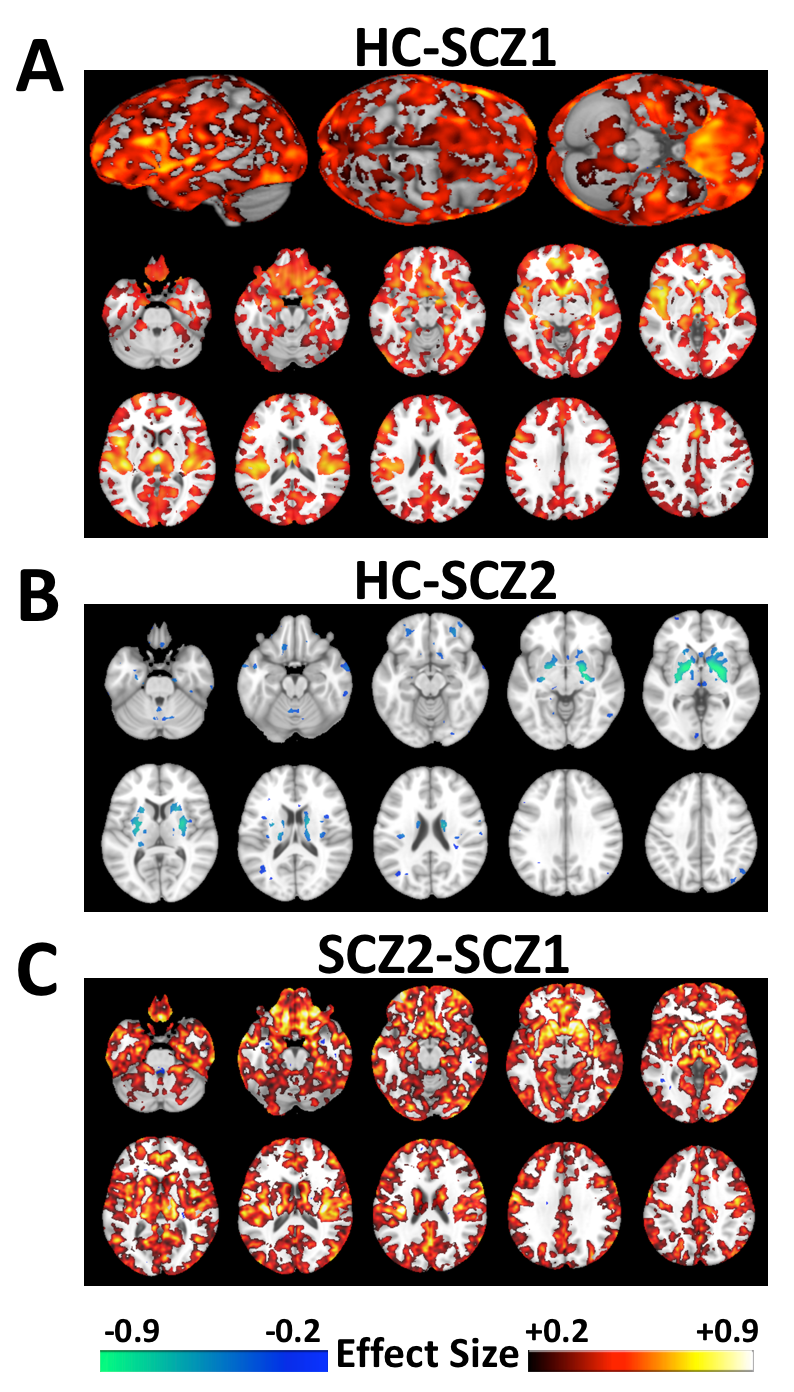 A
HC-SCZ1
B
HC-SCZ2
C
SCZ2-SCZ1
-0.9
-0.2
Effect Size
+0.2
+0.9